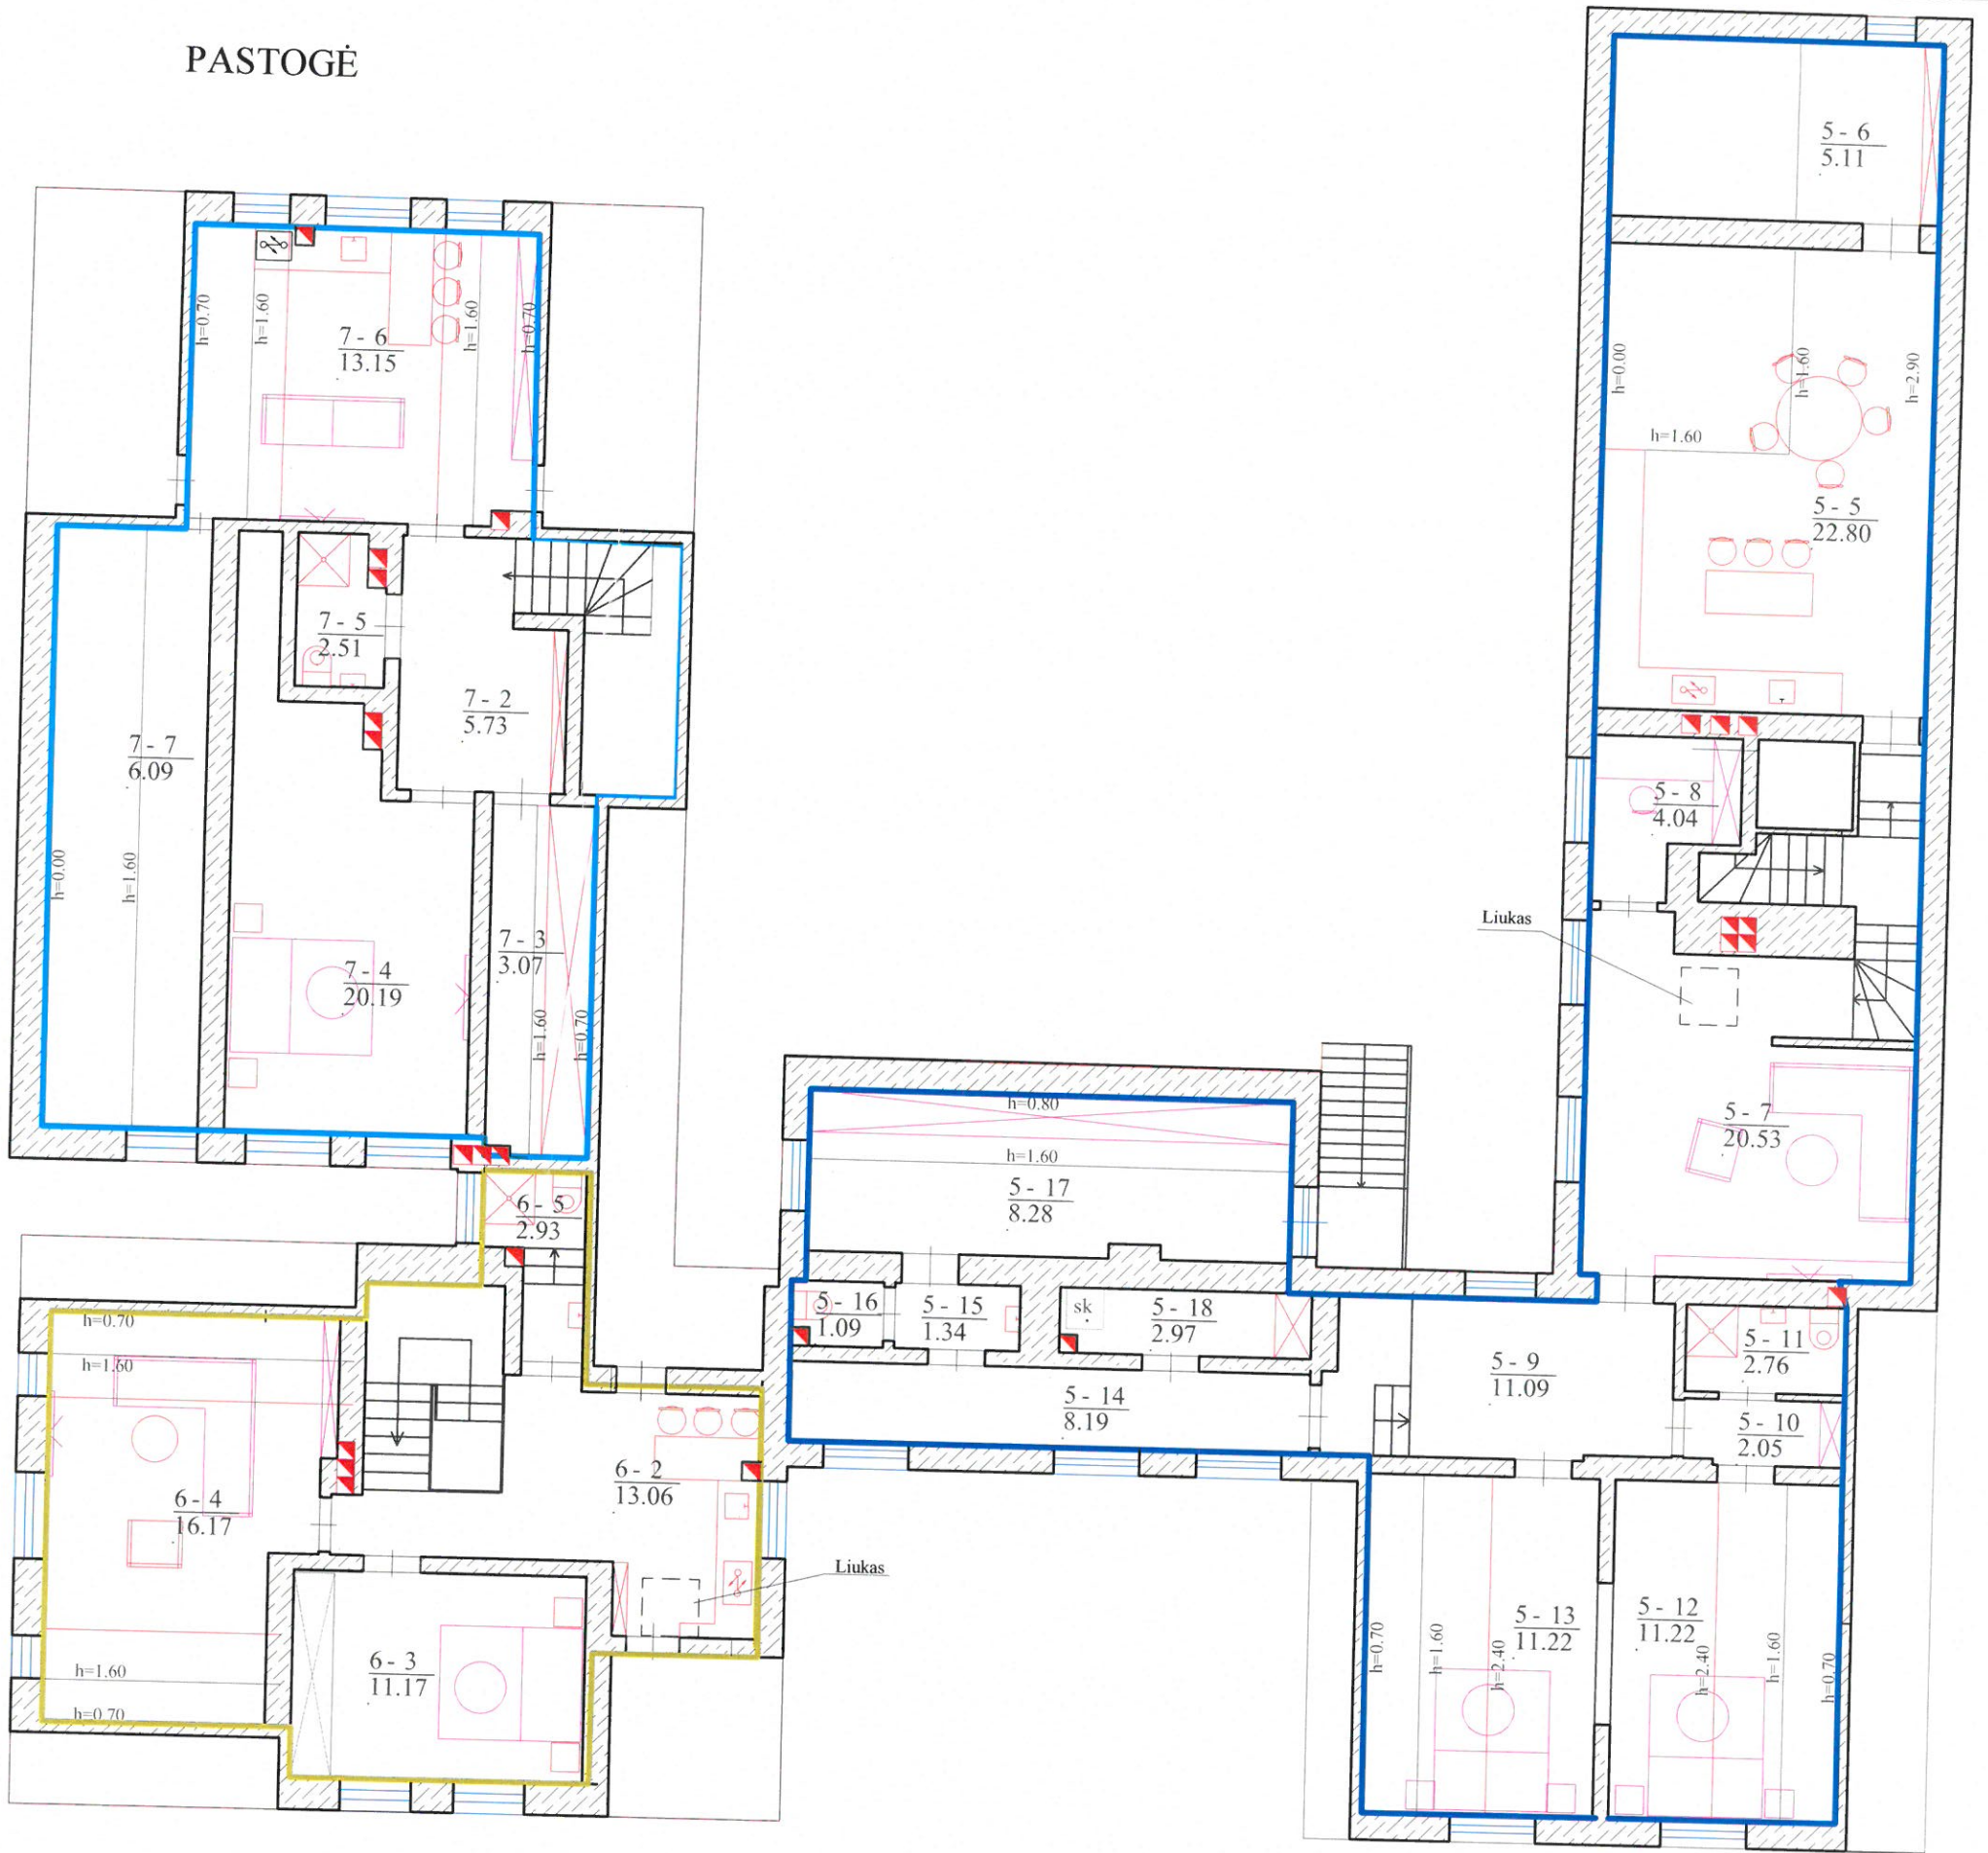 PASTOGĖ
5 - 6
5.11
h=0.70
h=1.60
7 - 6
13.15
h=1.60
h=0.70
h=0.00
h=1.60
h=2.90
h=1.60
5 - 5
22.80
7 - 5
2.51
7 - 2
5.73
7 - 7
6.09
h=0.00
h=1.60
7 - 4
20.19
7 - 3
3.07
h=1.60
h=0.70
5 - 8
4.04
Liukas
5 - 7
20.53
h=0.80
h=1.60
5 - 17
8.28
6 - 5
2.93
5 - 16
1.09
5 - 15
1.34
sk
5 - 18
2.97
5 - 9
11.09
5 - 11
2.76
5 - 14
8.19
5 - 10
2.05
h=0.70
h=1.60
6 - 4
16.17
6 - 2
13.06
Liukas
h=1.60
h=0.70
6 - 3
11.17
h=0.70
h=1.60
h=2.40
5 - 13
11.22
5 - 12
11.22
h=2.40
h=1.60
h=0.70